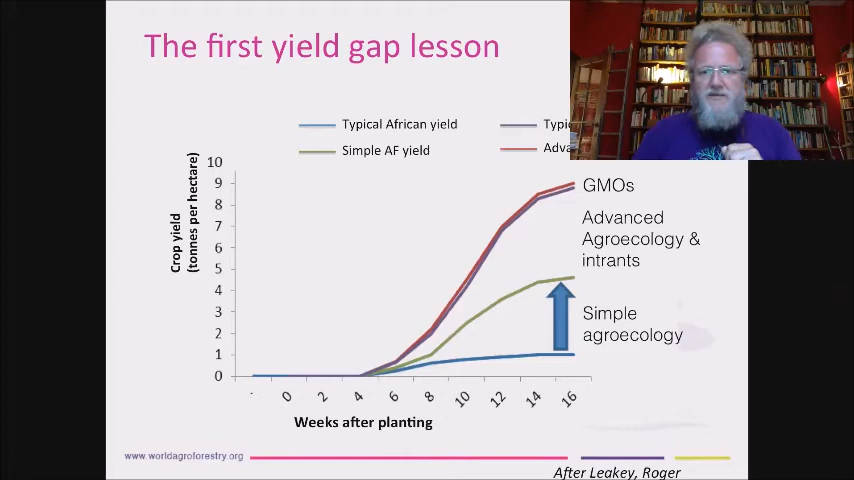 The first yield gap lesson
Typical African yield
Simple AF yield
Crop yield
(tonnes per hectare)
10
9
8
7
6
5
4
3
2
1
0
GMOs
Advanced
Agroecology &
intrants
Simple
agroecology
0 2 4 6 8 10 12 14 16
Weeks after planting
www.worldagroforestry.org
After Leakey, Roger